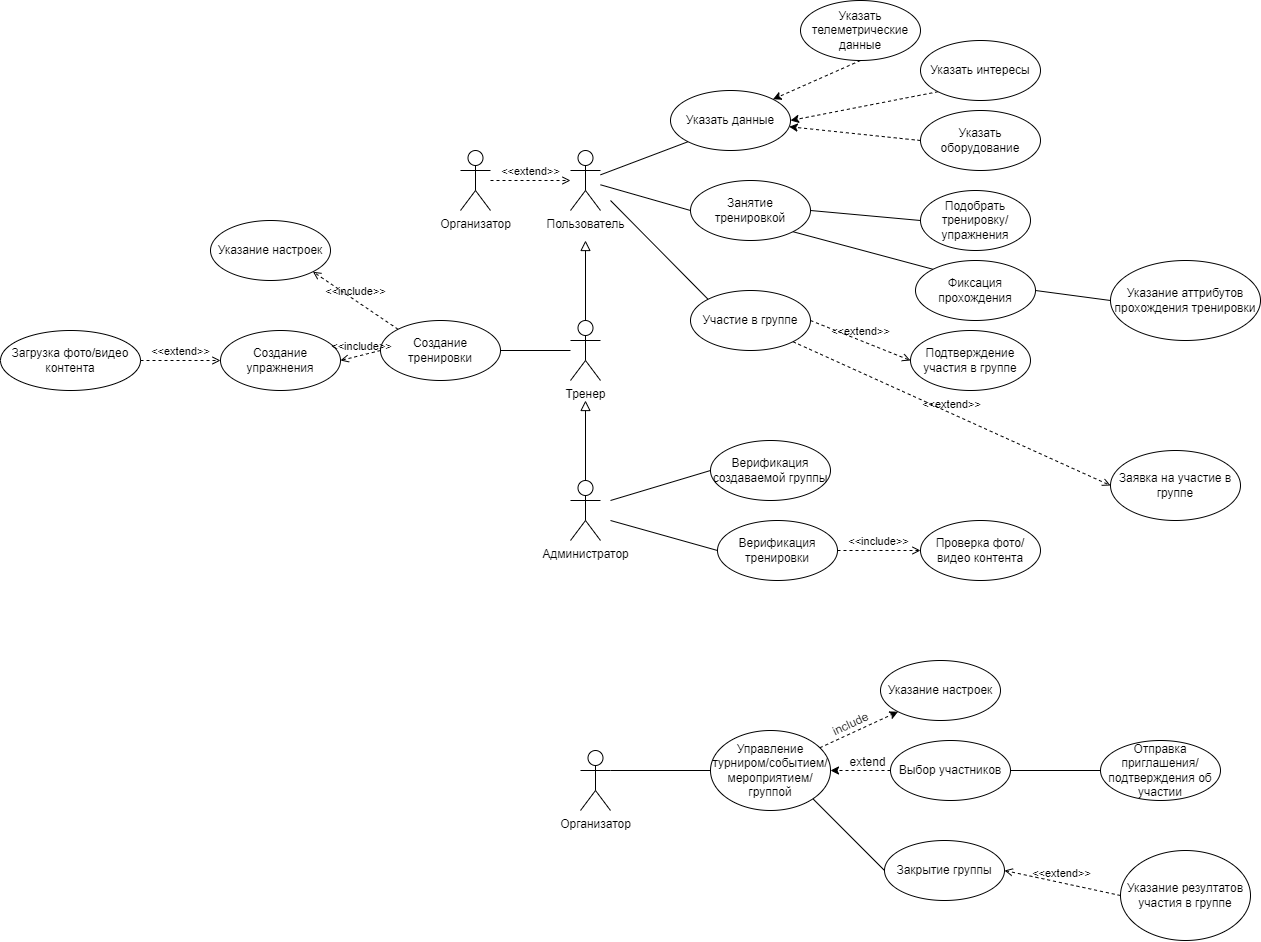 Указать
телеметрические
данные
Указать интересы
Указать данные
Указать
оборудование
<<extend>>
Организатор
Пользователь
Занятие
тренировкой
Подобрать
тренировку/
упражнения
Указание настроек
<<include>>
Фиксация
прохождения
Указание аттрибутов
прохождения тренировки
Участие в группе
<<extend>>
Подтверждение
участия в группе
Загрузка фото/видео
контента
<<extend>>
Создание
упражнения
<<include>>
Создание
тренировки
Тренер
<<extend>>
Заявка на участие в
группе
Верификация
создаваемой группы
Администратор
Верификация
тренировки
<<include>>
Проверка фото/
видео контента
Указание настроек
include
Организатор
Управление
турниром/событием/
мероприятием/
группой
extend
Выбор участников
Отправка
приглашения/
подтверждения об
участии
Закрытие группы
<<extend>>
Указание резултатов
участия в группе